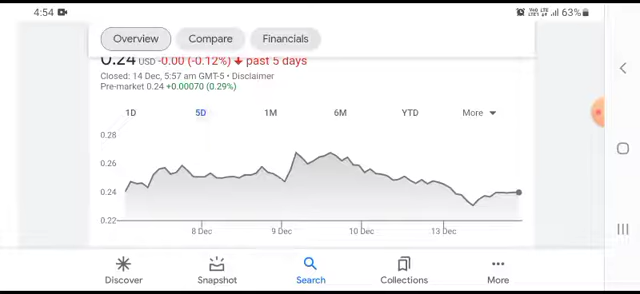 4:54
63%
Overview Compare Financials
0.24 USD -0.00 (-0.12%) past 5 days
Closed: 14 Dec, 5:57 am GMT-5 • Disclaimer
Pre-market 0.24 +0.00070 (0.29%)
1D 5D 1M 6M YTD More
0.28
0.26
0.24
0.22
8 Dec 9 Dec 10 Dec 13 Dec
Discover Snapshot Search Collections More